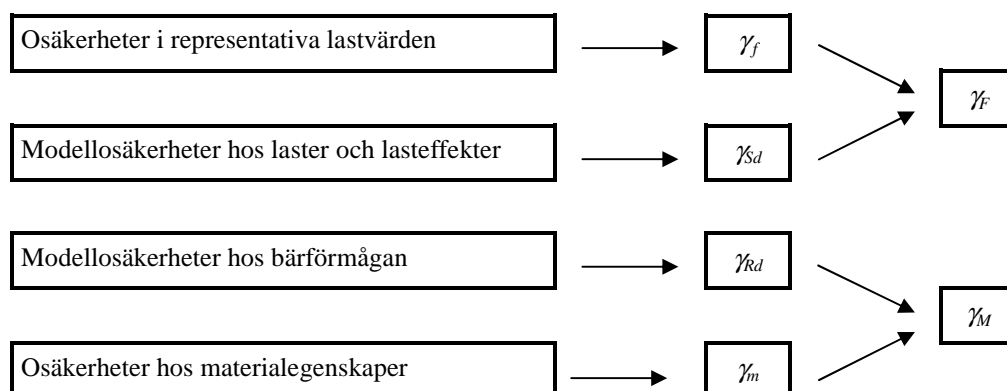 Osäkerheter i representativa lastvärden
γf
γF
Modellosäkerheter hos laster och lasteffekter
γSd
Modellosäkerheter hos bärförmågan
γRd
γM
Osäkerheter hos materialegenskaper
γm